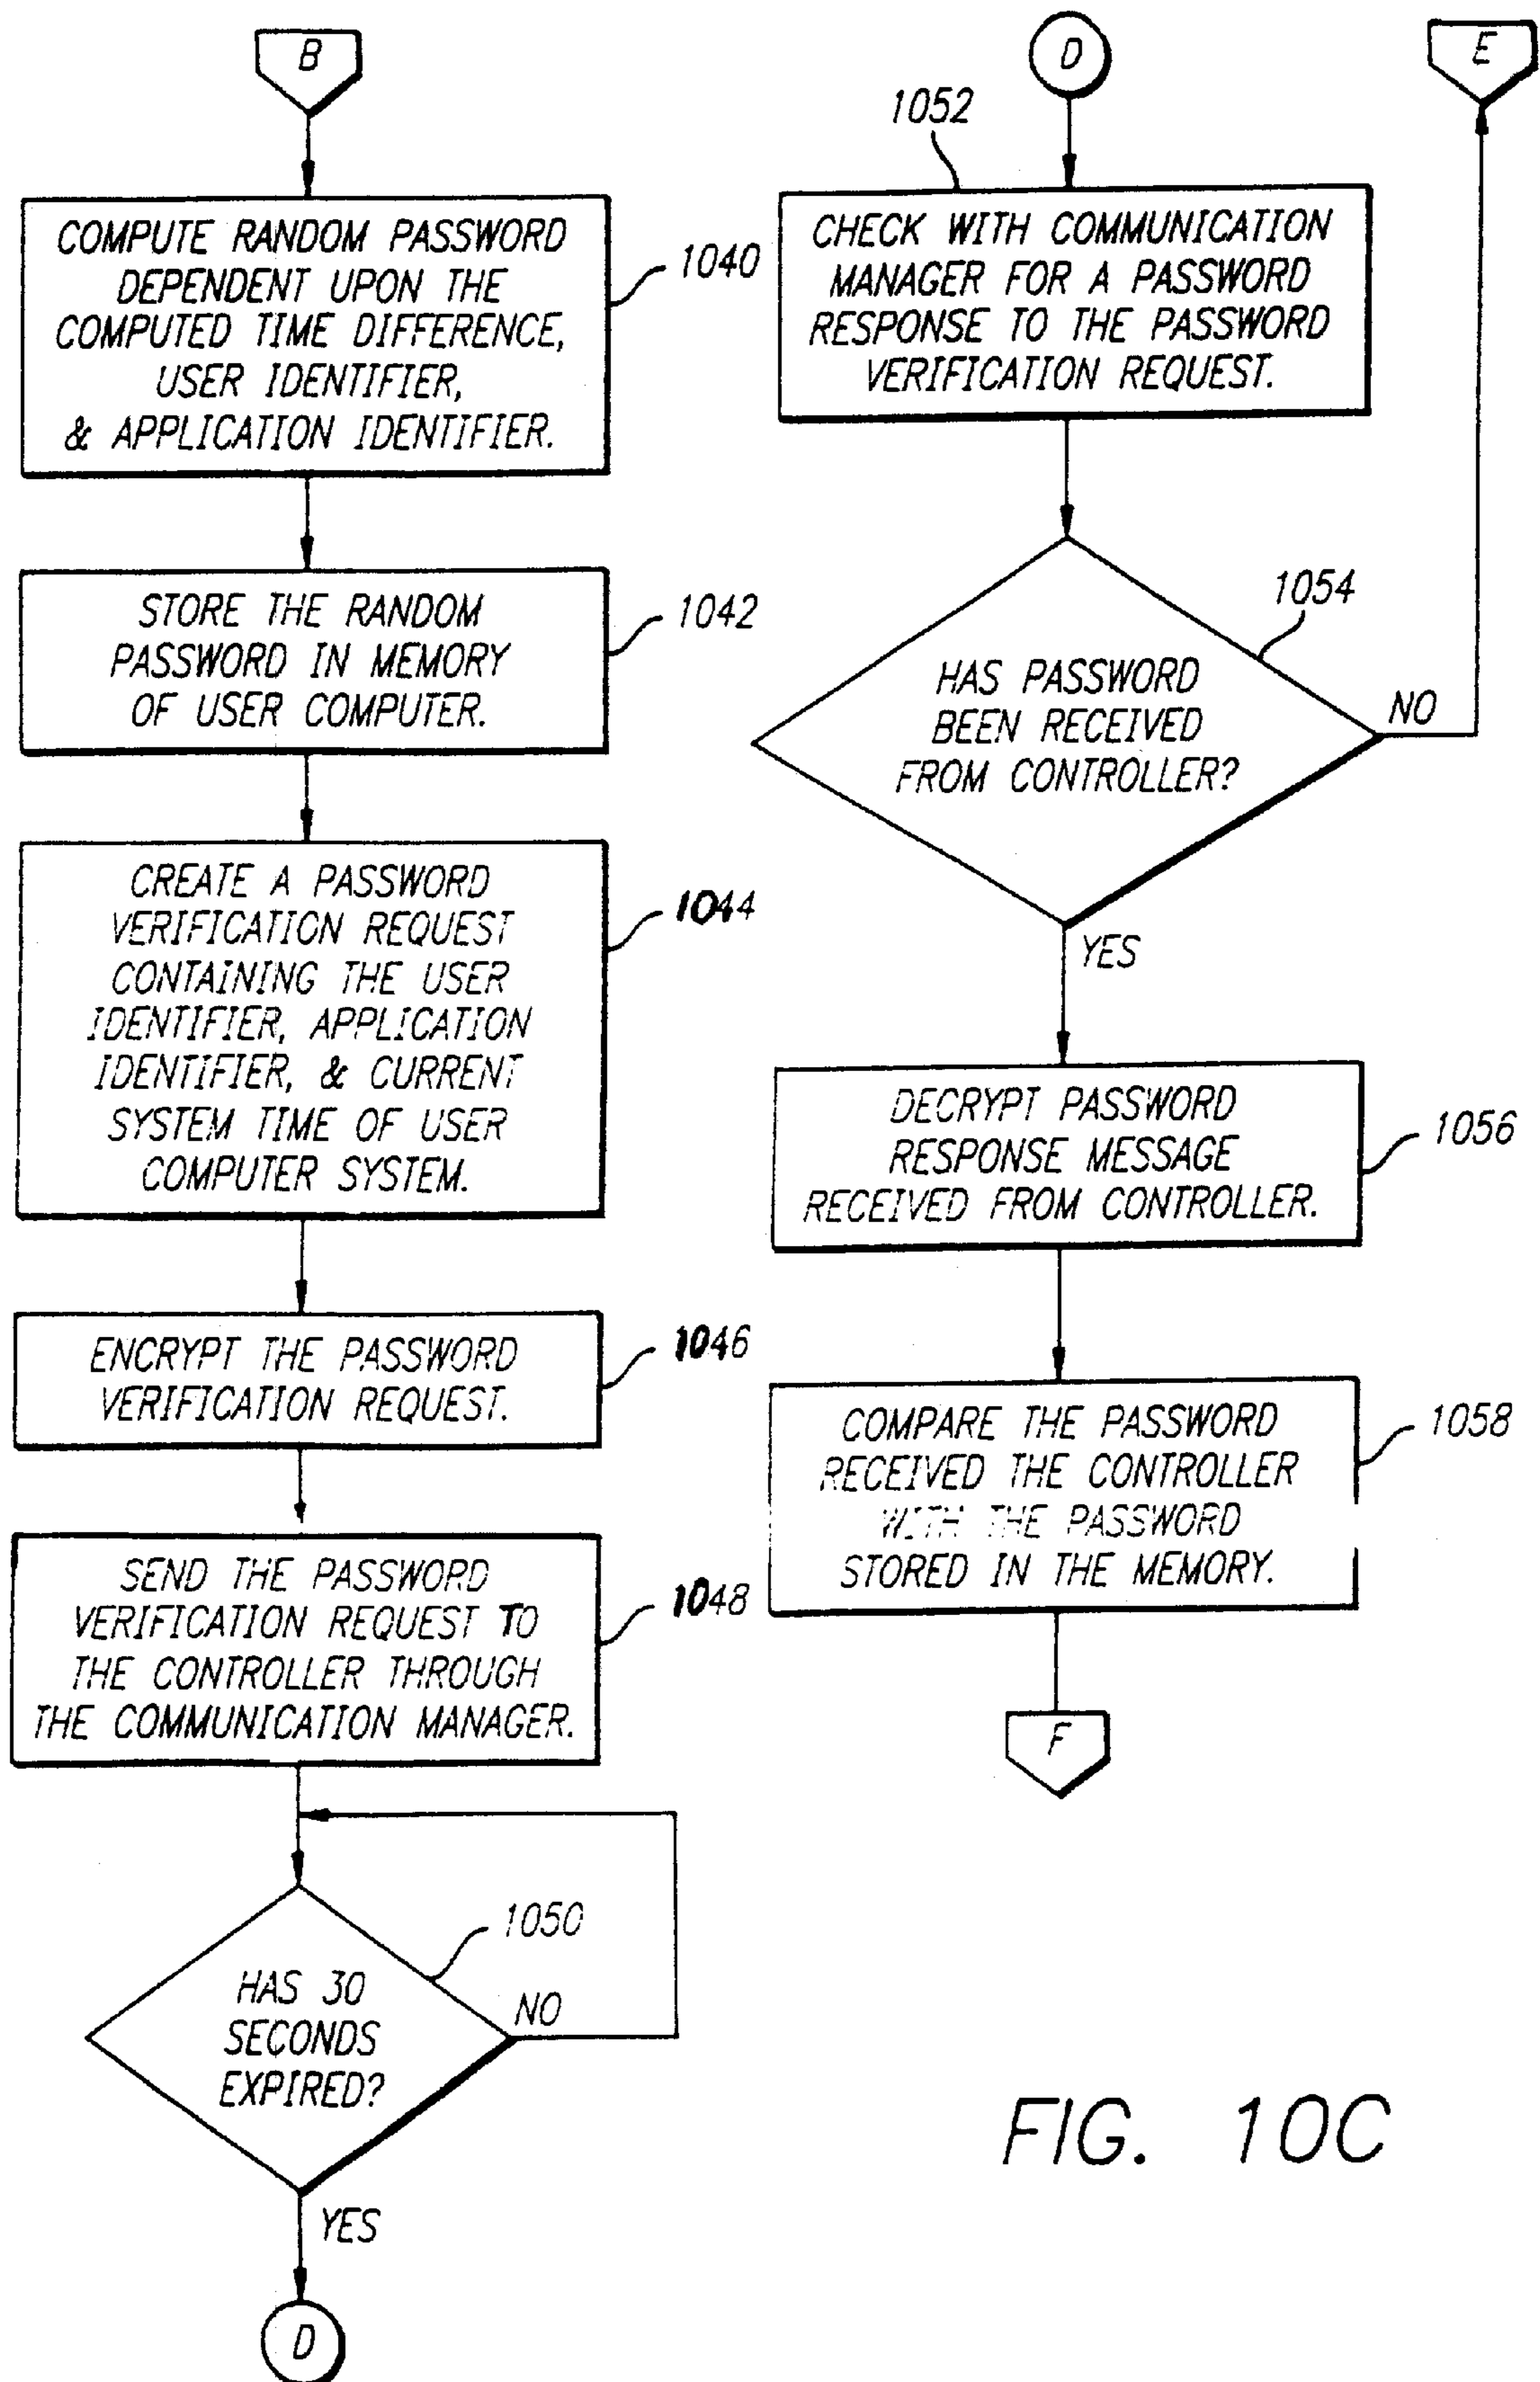 B
COMPUTE RANDOM PASSWORD
DEPENDENT UPON THE
COMPUTED TIME DIFFERENCE,
USER IDENTIFIER,
& APPLICATION IDENTIFIER.
1040
STORE THE RANDOM
PASSWORD IN MEMORY
OF USER COMPUTER.
1042
CREATE A PASSWORD
VERIFICATION REQUEST
CONTAINING THE USER
IDENTIFIER, APPLICATION
IDENTIFIER, & CURRENT
SYSTEM TIME OF USER
COMPUTER SYSTEM.
1044
ENCRYPT THE PASSWORD
VERIFICATION REQUEST.
1046
SEND THE PASSWORD
VERIFICATION REQUEST TO
THE CONTROLLER THROUGH
THE COMMUNICATION MANAGER.
1048
HAS 30
SECONDS
EXPIRED?
1050
NO
YES
D
D
1052
CHECK WITH COMMUNICATION
MANAGER FOR A PASSWORD
RESPONSE TO THE PASSWORD
VERIFICATION REQUEST.
HAS PASSWORD
BEEN RECEIVED
FROM CONTROLLER?
1054
NO
E
YES
DECRYPT PASSWORD
RESPONSE MESSAGE
RECEIVED FROM CONTROLLER.
1056
COMPARE THE PASSWORD
RECEIVED THE CONTROLLER
WITH THE PASSWORD
STORED IN THE MEMORY.
1058
F
FIG. 10C